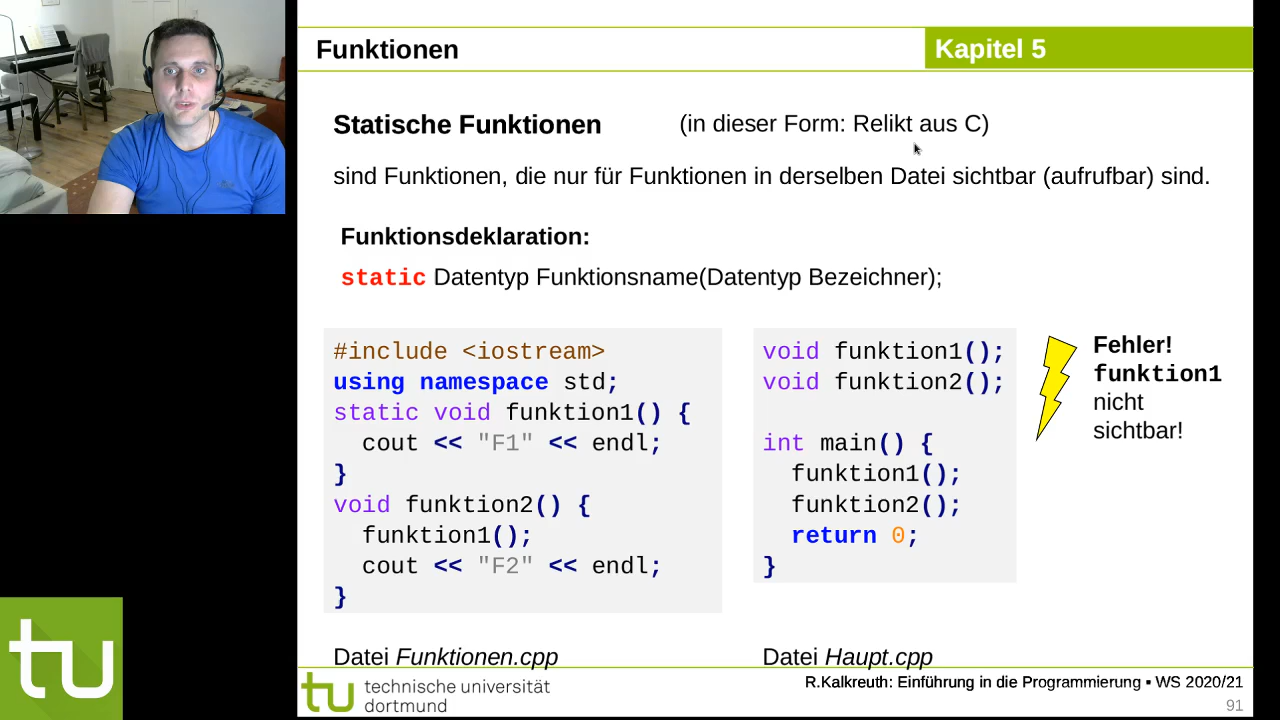 Funktionen
Kapitel 5
Statische Funktionen
(in dieser Form: Relikt aus C)
sind Funktionen, die nur für Funktionen in derselben Datei sichtbar (aufrufbar) sind.
Funktionsdeklaration:
static Datentyp Funktionsname(Datentyp Bezeichner);
#include <iostream>
using namespace std;
static void funktion1() {
  cout << "F1" << endl;
}
void funktion2() {
  funktion1();
  cout << "F2" << endl;
}
Datei Funktionen.cpp
void funktion1();
void funktion2();
int main() {
  funktion1();
  funktion2();
  return 0;
}
Datei Haupt.cpp
Fehler!
funktion1
nicht
sichtbar!
tu
tu
technische universität
dortmund
R.Kalkreuth: Einführung in die Programmierung ▪ WS 2020/21
91